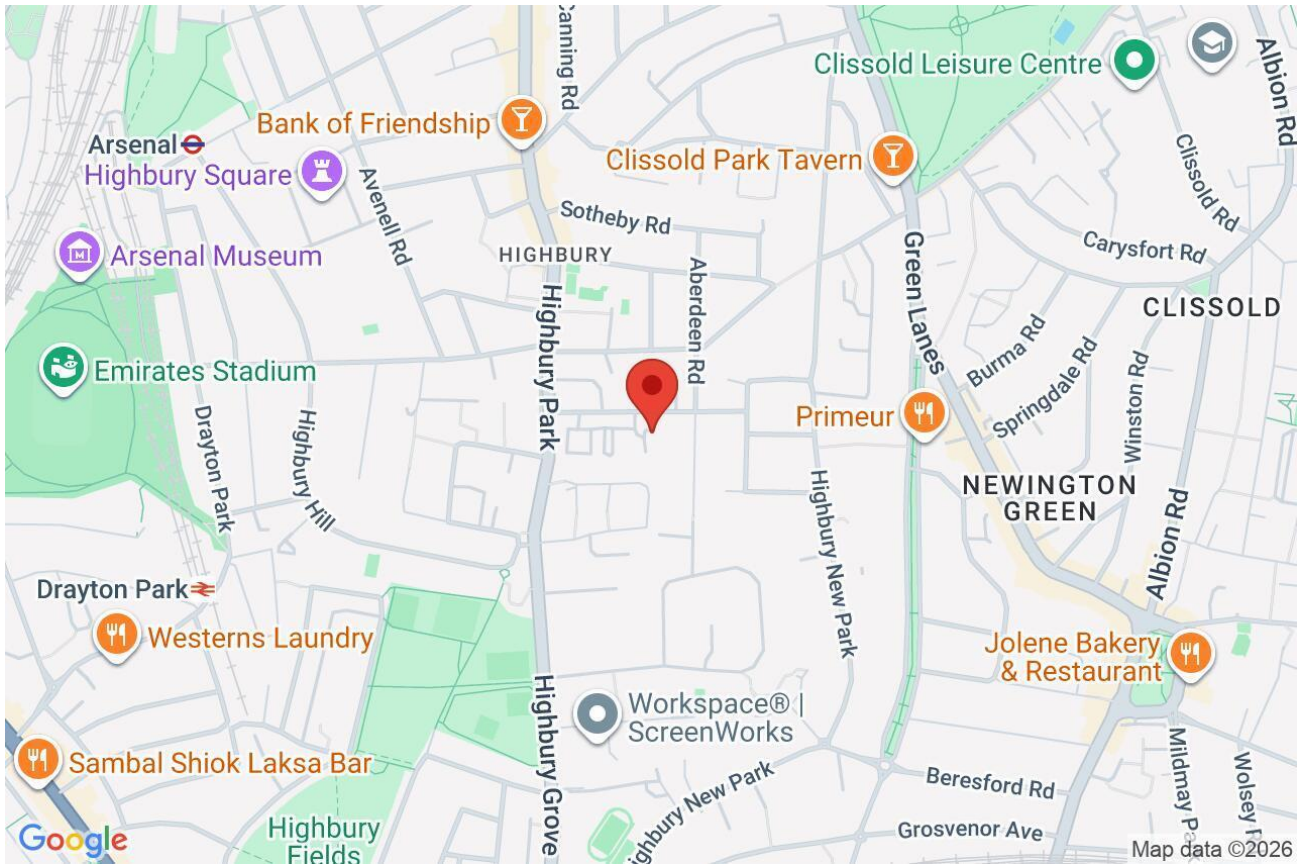 Canning Rd
Clissold Leisure Centre
Albion Rd
Bank of Friendship
Arsenal
Highbury Square
Clissold Park Tavern
Clissold Rd
Avenell Rd
Sotheby Rd
Carysfort Rd
Arsenal Museum
HIGHBURY
Aberdeen Rd
Green Lanes
CLISSOLD
Highbury Park
Burma Rd
Springdale Rd
Winston Rd
Emirates Stadium
Drayton Park
Highbury Hill
Primeur
Highbury New Park
NEWINGTON
GREEN
Albion Rd
Drayton Park
Westerns Laundry
Jolene Bakery
& Restaurant
Highbury Grove
Workspace® |
ScreenWorks
Sambal Shiok Laksa Bar
Highbury New Park
Beresford Rd
Mildmay Pa
Wolsey R
Highbury
Fields
Grosvenor Ave
Google
Map data ©2026